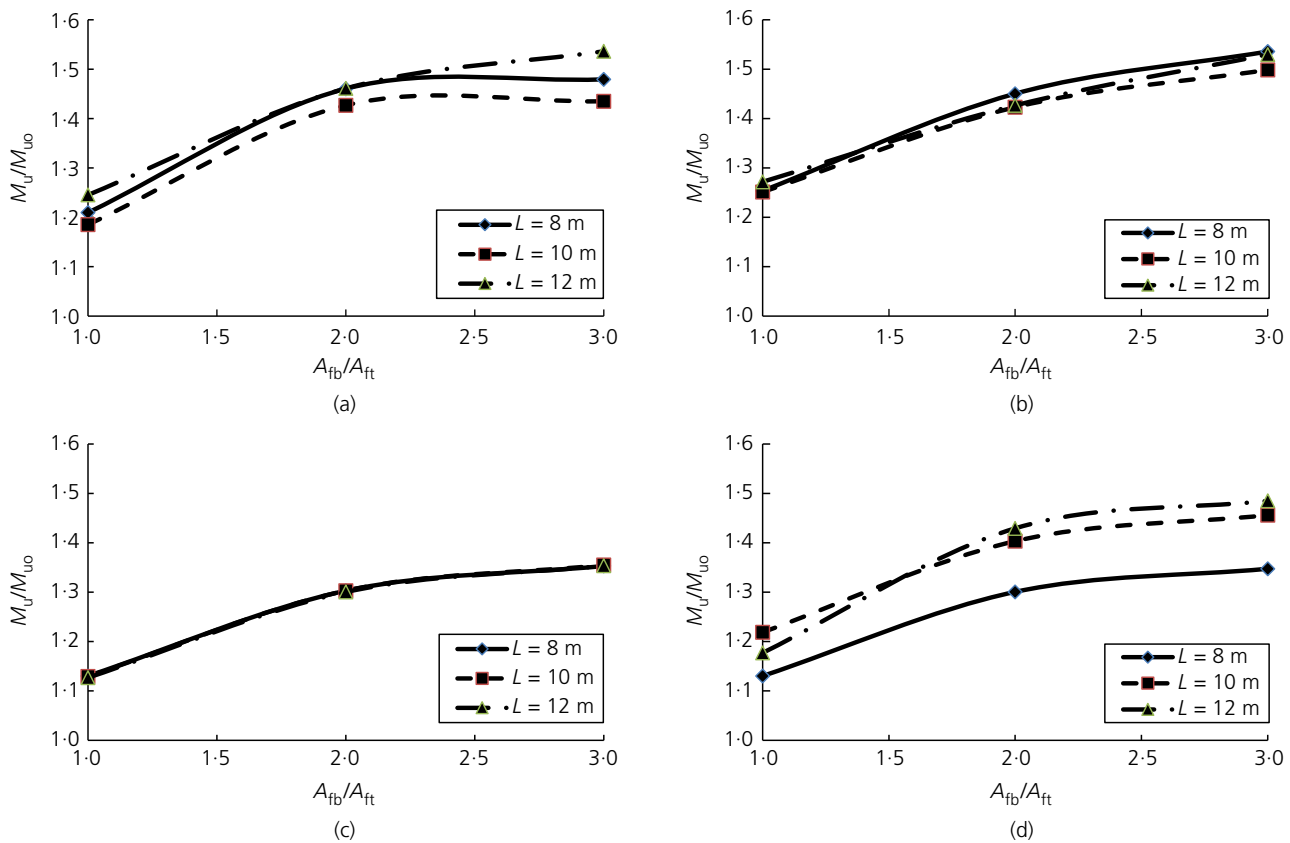 1·6
1·5
1·4
1·3
1·2
1·1
1·0
Mu/Muo
1·0 1·5 2·0 2·5 3·0
Afb/Aft
L = 8 m
L = 10 m
L = 12 m
(a)
1·6
1·5
1·4
1·3
1·2
1·1
1·0
Mu/Muo
1·0 1·5 2·0 2·5 3·0
Afb/Aft
L = 8 m
L = 10 m
L = 12 m
(b)
1·6
1·5
1·4
1·3
1·2
1·1
1·0
Mu/Muo
1·0 1·5 2·0 2·5 3·0
Afb/Aft
L = 8 m
L = 10 m
L = 12 m
(c)
1·6
1·5
1·4
1·3
1·2
1·1
1·0
Mu/Muo
1·0 1·5 2·0 2·5 3·0
Afb/Aft
L = 8 m
L = 10 m
L = 12 m
(d)